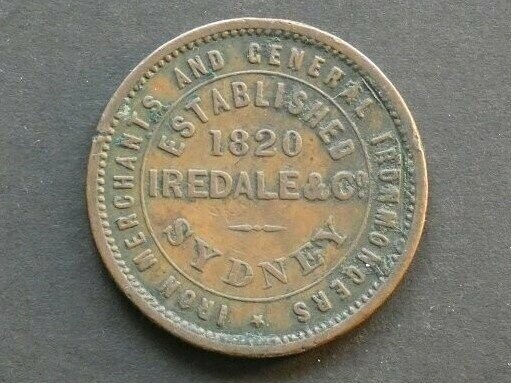 IRON MERCHANTS AND GENERAL IRONMONGERS
ESTABLISHED
1820
IREDALE & Co.
SYDNEY